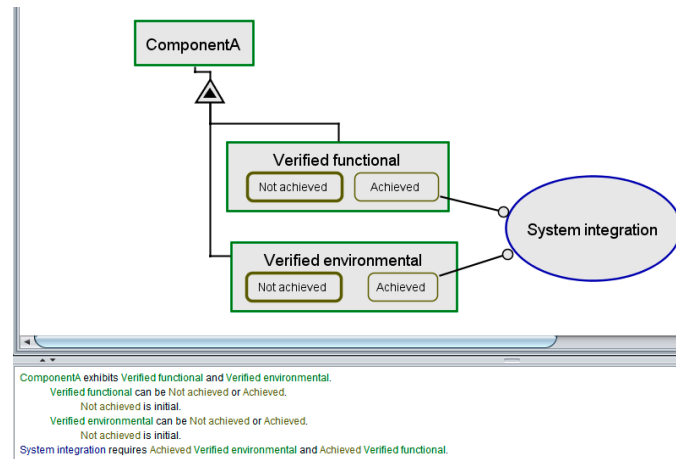 ComponentA
Verified functional
Not achieved
Achieved
System integration
Verified environmental
Not achieved
Achieved
ComponentA exhibits Verified functional and Verified environmental.
Verified functional can be Not achieved or Achieved.
Not achieved is initial.
Verified environmental can be Not achieved or Achieved.
Not achieved is initial.
System integration requires Achieved Verified environmental and Achieved Verified functional.